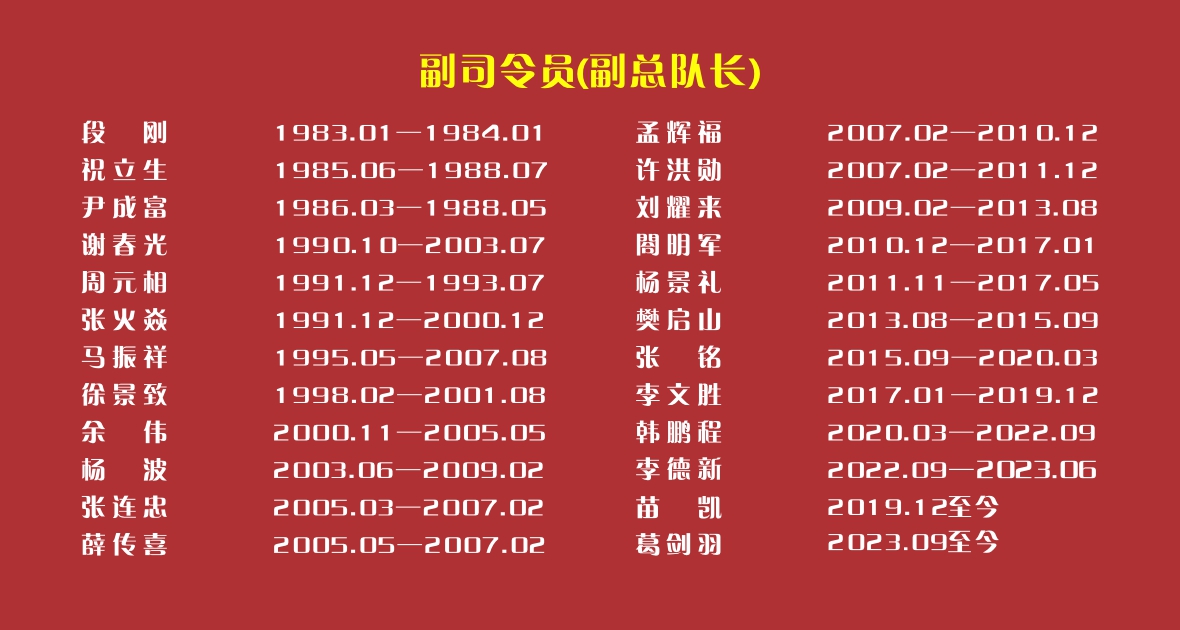 副司令员(副总队长)
段刚 1983.01—1984.01
祝立生 1985.06—1988.07
尹成富 1986.03—1988.05
谢春光 1990.10—2003.07
周元相 1991.12—1993.07
张火焱 1991.12—2000.12
马振祥 1995.05—2007.08
徐景致 1998.02—2001.08
余伟 2000.11—2005.05
杨波 2003.06—2009.02
张连忠 2005.03—2007.02
薛传喜 2005.05—2007.02
孟辉福 2007.02—2010.12
许洪勋 2007.02—2011.12
刘耀来 2009.02—2013.08
閻明军 2010.12—2017.01
杨景礼 2011.11—2017.05
樊启山 2013.08—2015.09
张铭 2015.09—2020.03
李文胜 2017.01—2019.12
韩鹏程 2020.03—2022.09
李德新 2022.09—2023.06
苗凯 2019.12至今
葛剑羽 2023.09至今